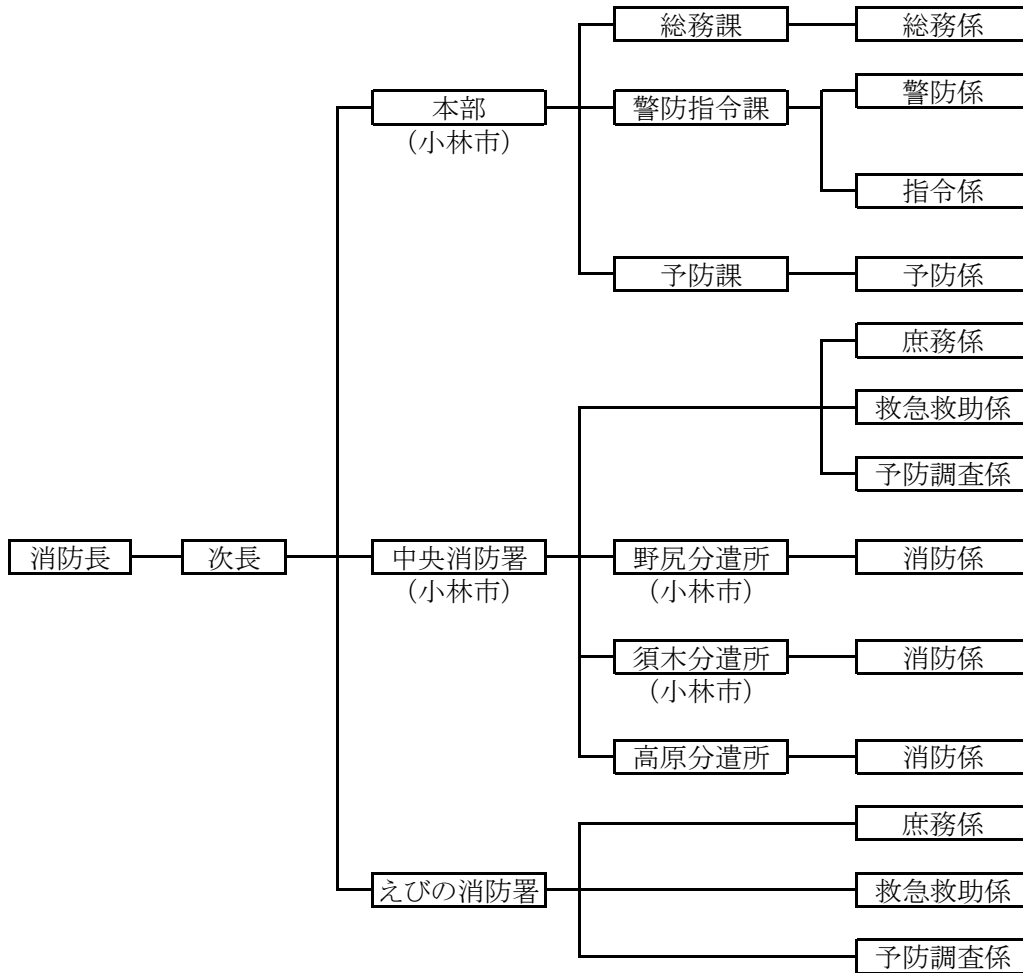 総務課
総務係
本部
(小林市)
警防指令課
警防係
指令係
予防課
予防係
庶務係
救急救助係
予防調査係
消防長
次長
中央消防署
(小林市)
野尻分遣所
(小林市)
消防係
須木分遣所
(小林市)
消防係
高原分遣所
消防係
えびの消防署
庶務係
救急救助係
予防調査係